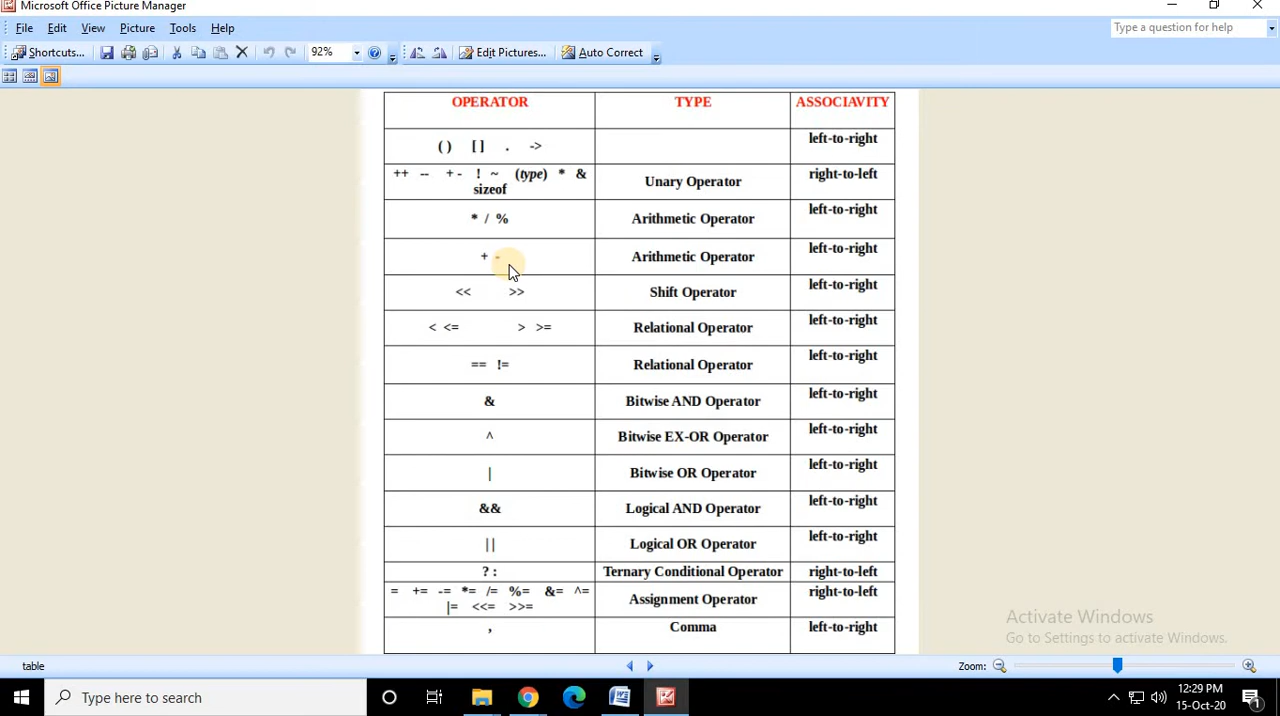 Microsoft Office Picture Manager
File Edit View Picture Tools Help
Type a question for help
Shortcuts... 92% Edit Pictures... Auto Correct
OPERATOR TYPE ASSOCIAVITY
( ) [ ] . -> left-to-right
++ -- + - ! ~ (type) * & sizeof Unary Operator right-to-left
* / % Arithmetic Operator left-to-right
+ - Arithmetic Operator left-to-right
<< >> Shift Operator left-to-right
< <= > >= Relational Operator left-to-right
== != Relational Operator left-to-right
& Bitwise AND Operator left-to-right
^ Bitwise EX-OR Operator left-to-right
| Bitwise OR Operator left-to-right
&& Logical AND Operator left-to-right
|| Logical OR Operator left-to-right
? : Ternary Conditional Operator right-to-left
= += -= *= /= %= &= ^= |= <<= >>= Assignment Operator right-to-left
, Comma left-to-right
Activate Windows
Go to Settings to activate Windows.
table Zoom:
Type here to search
12:29 PM
15-Oct-20
1